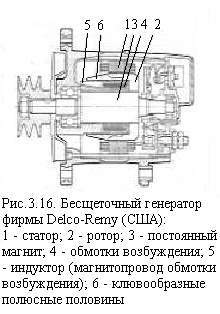 5 6 1 3 4 2
Рис.3.16. Бесщеточный генератор
фирмы Delco-Remy (США):
1 - статор; 2 - ротор; 3 - постоянный
магнит; 4 - обмотки возбуждения; 5
- индуктор (магнитопровод обмотки
возбуждения); 6 - клювообразные
полюсные половины